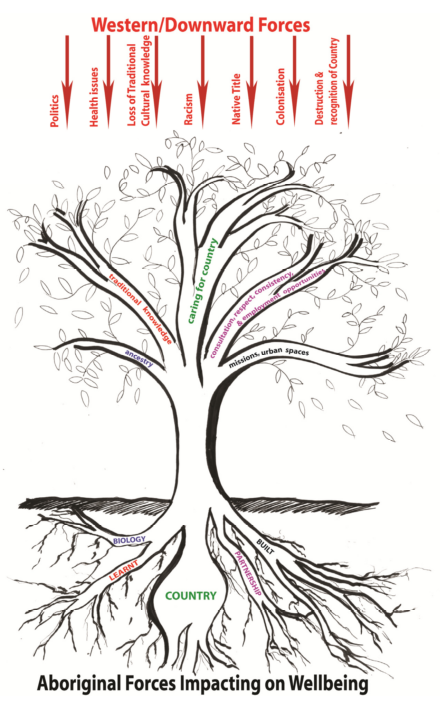 Western/Downward Forces
Politics
Health issues
Loss of Traditional
Cultural knowledge
Racism
Native Title
Colonisation
Destruction &
recognition of Country
traditional knowledge
caring for country
consultation, respect, consistency,
& employment opportunities
ancestry
missions, urban spaces
BIOLOGY
LEARNT
COUNTRY
PARTNERSHIP
BUILT
Aboriginal Forces Impacting on Wellbeing